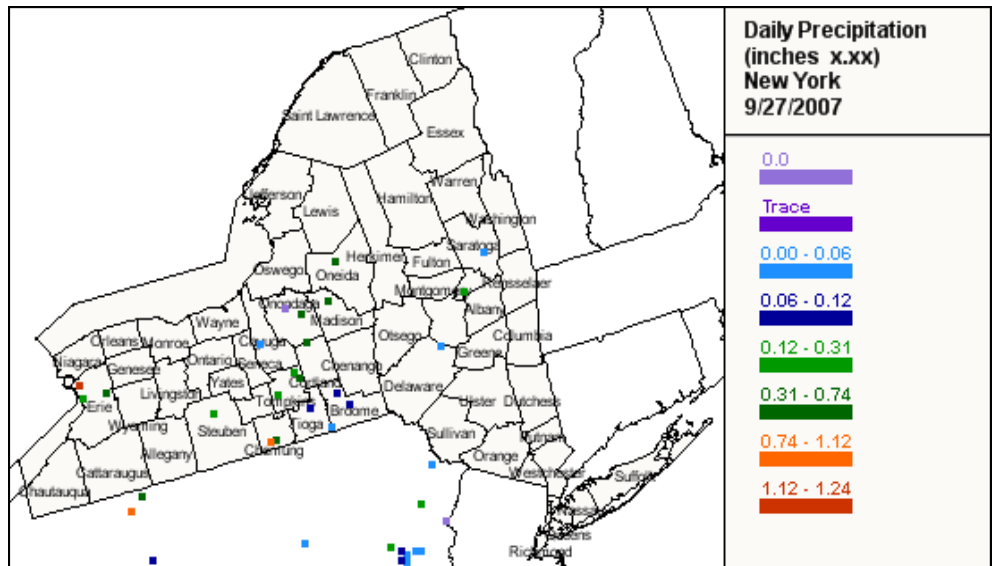 Daily Precipitation
(inches x.xx)
New York
9/27/2007
0.0
Trace
0.00 - 0.06
0.06 - 0.12
0.12 - 0.31
0.31 - 0.74
0.74 - 1.12
1.12 - 1.24
Clinton
Franklin
Saint Lawrence
Essex
Warren
Jefferson
Hamilton
Lewis
Washington
Saratoga
Herkimer
Fulton
Oswego
Oneida
Rensselaer
Montgomery
Onondaga
Albany
Madison
Wayne
Otsego
Columbia
Orleans
Monroe
Cayuga
Greene
Niagara
Ontario
Seneca
Chenango
Genesee
Yates
Cortland
Delaware
Livingston
Erie
Tompkins
Broome
Ulster
Dutchess
Wyoming
Steuben
Tioga
Sullivan
Putnam
Allegany
Chemung
Orange
Cattaraugus
Westchester
Suffolk
Chautauqua
Nassau
Queens
Richmond